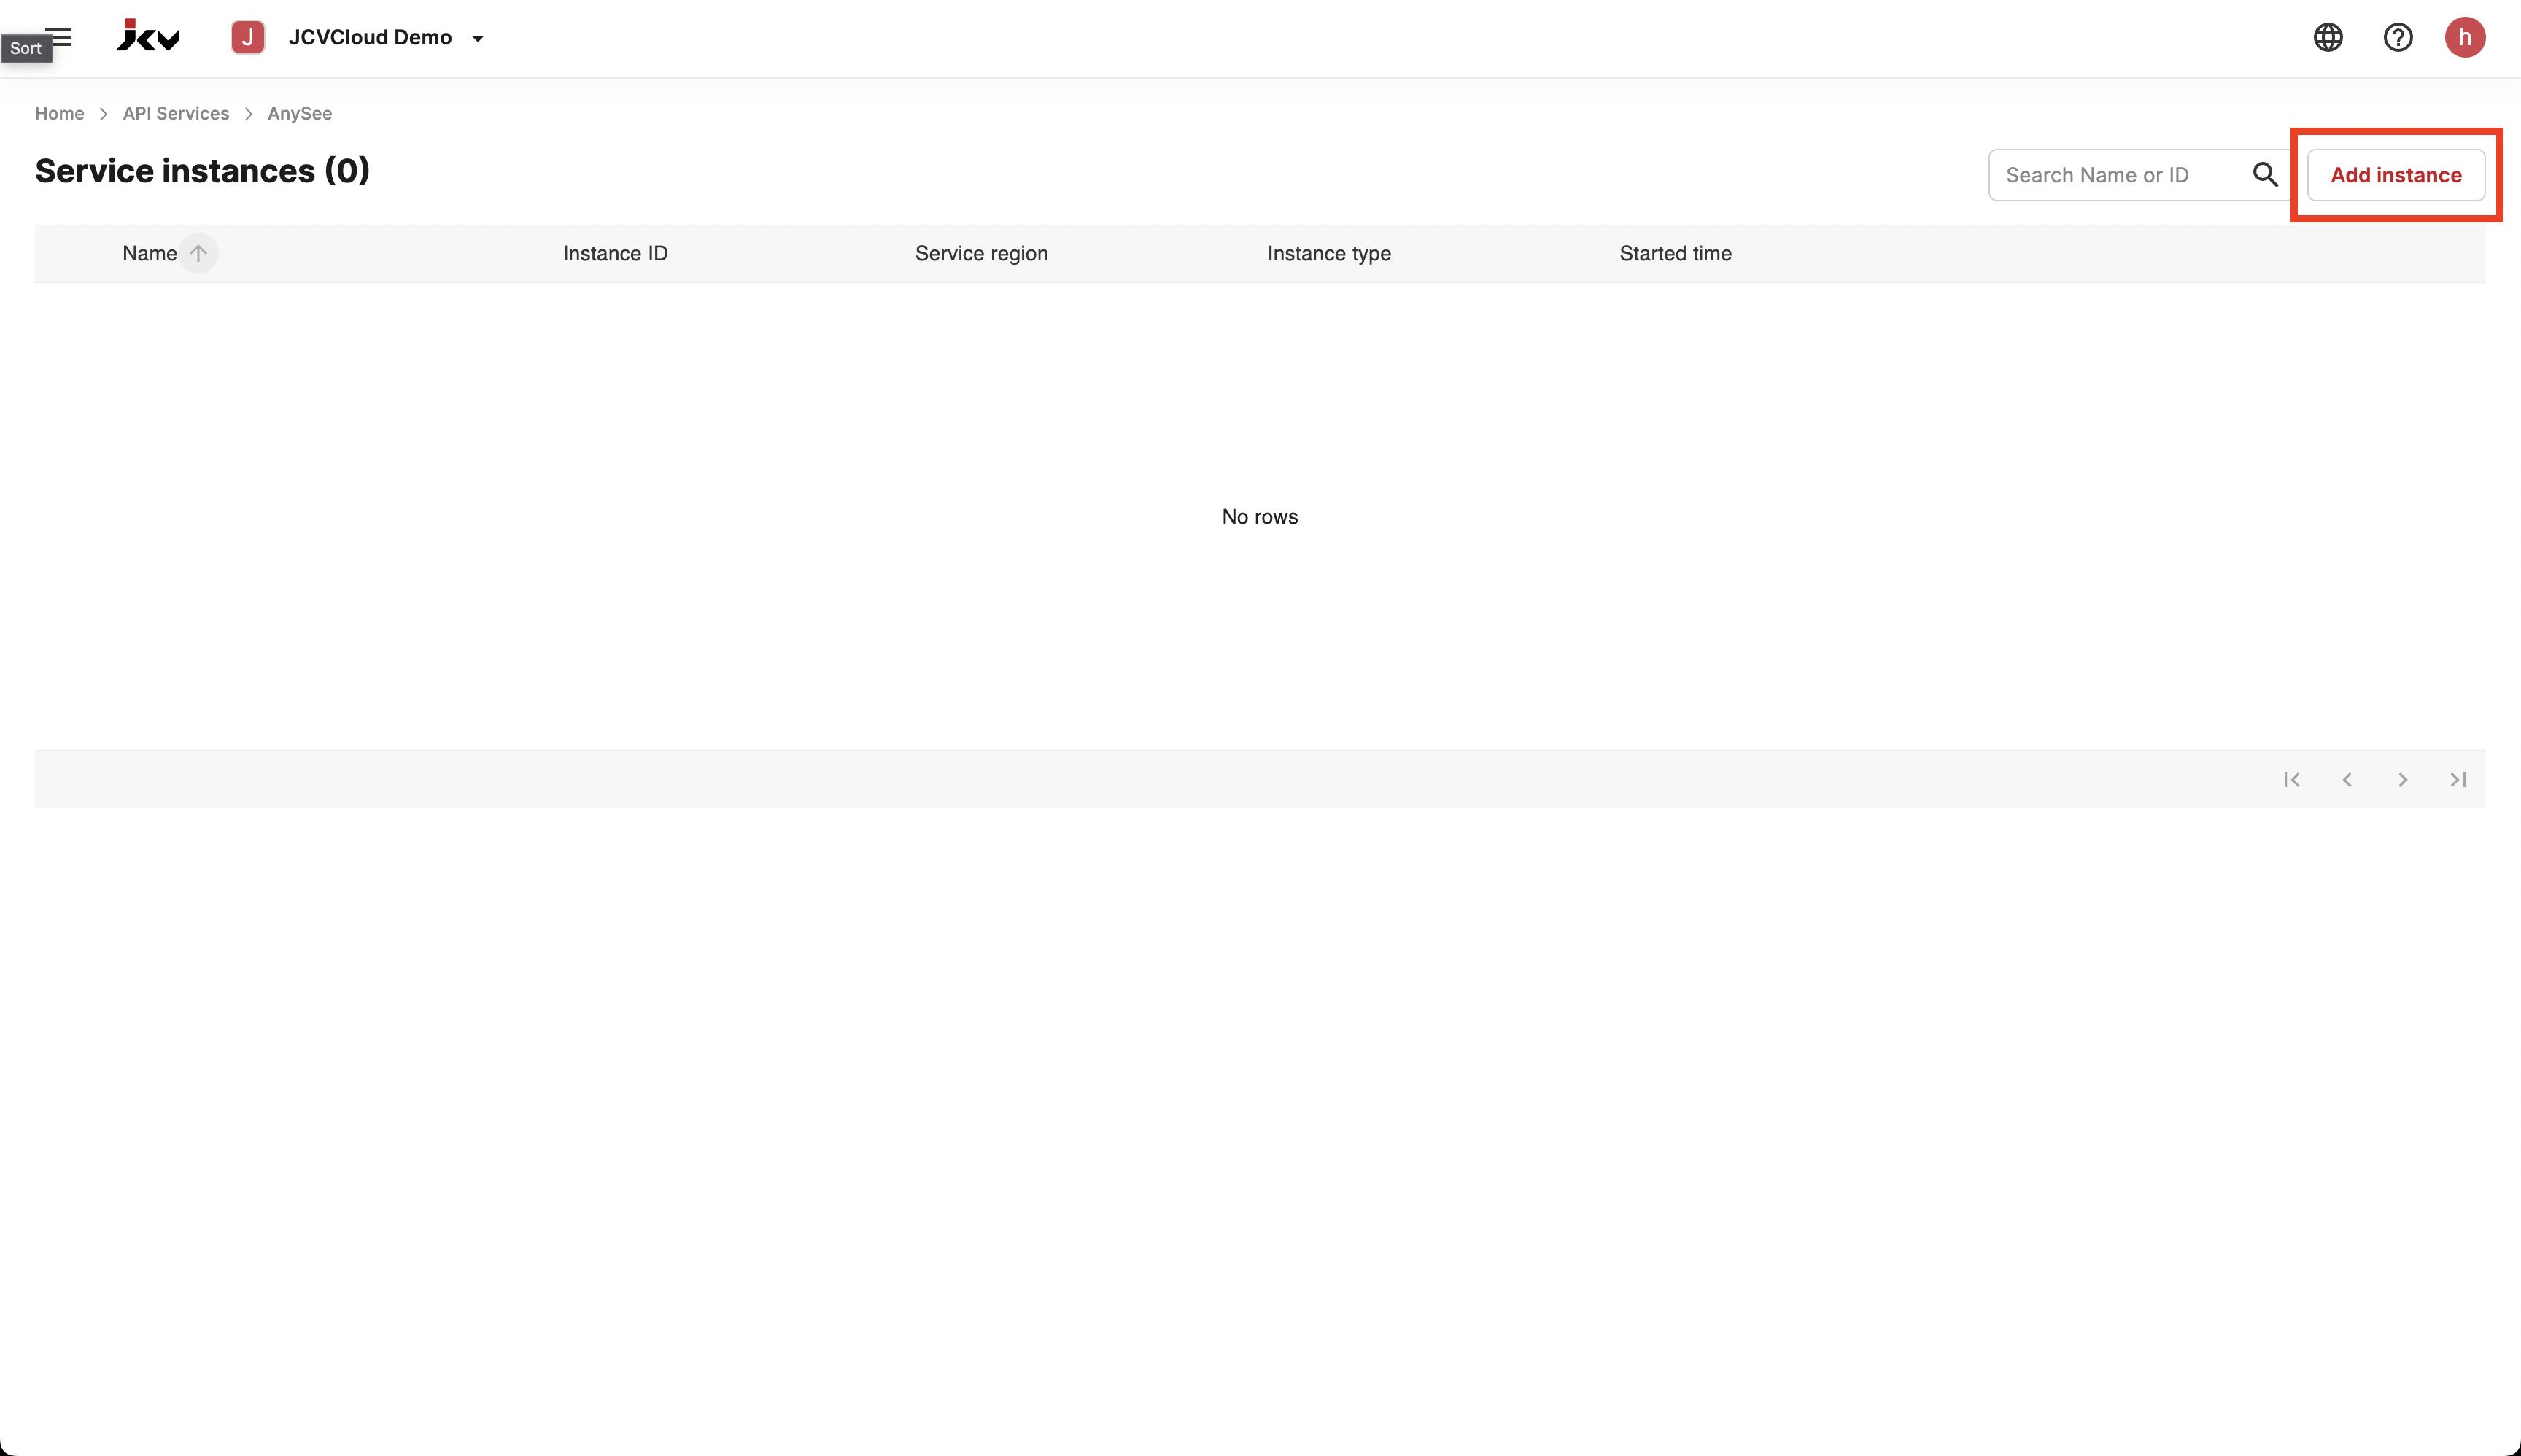 Sort
jcv
J
JCVCloud Demo
h
Home > API Services > AnySee
Service instances (0)
Search Name or ID
Add instance
Name Instance ID Service region Instance type Started time
No rows